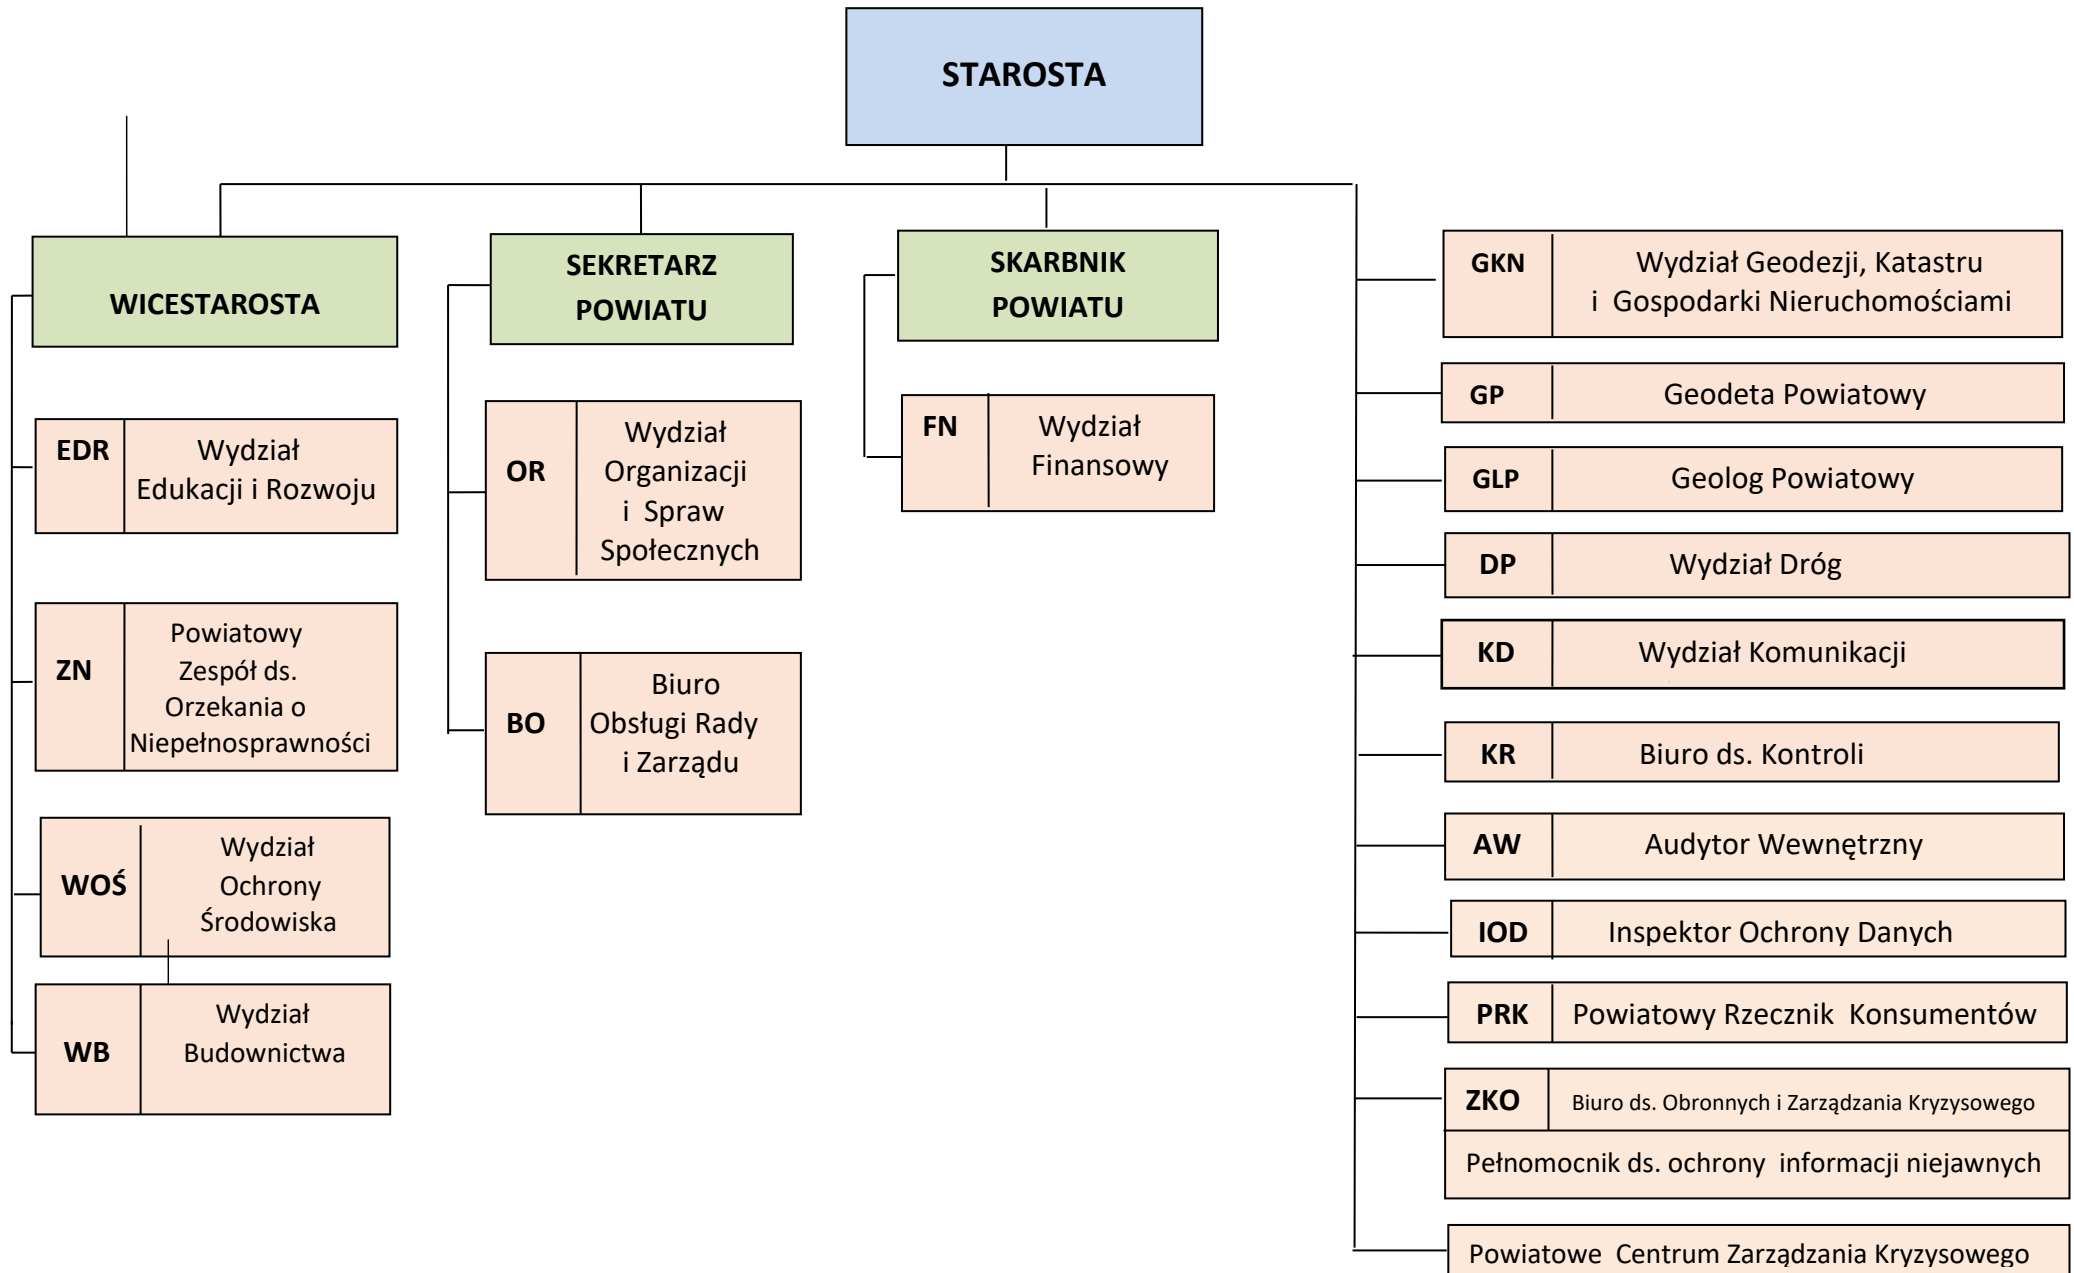 STAROSTA
WICESTAROSTA
EDR
Wydział
Edukacji i Rozwoju
ZN
Powiatowy
Zespół ds.
Orzekania o
Niepełnosprawności
WOŚ
Wydział
Ochrony
Środowiska
WB
Wydział
Budownictwa
SEKRETARZ
POWIATU
OR
Wydział
Organizacji
i Spraw
Społecznych
BO
Biuro
Obsługi Rady
i Zarządu
SKARBNIK
POWIATU
FN
Wydział
Finansowy
GKN
Wydział Geodezji, Katastru
i Gospodarki Nieruchomościami
GP
Geodeta Powiatowy
GLP
Geolog Powiatowy
DP
Wydział Dróg
KD
Wydział Komunikacji
KR
Biuro ds. Kontroli
AW
Audytor Wewnętrzny
IOD
Inspektor Ochrony Danych
PRK
Powiatowy Rzecznik Konsumentów
ZKO
Biuro ds. Obronnych i Zarządzania Kryzysowego
Pełnomocnik ds. ochrony informacji niejawnych
Powiatowe Centrum Zarządzania Kryzysowego